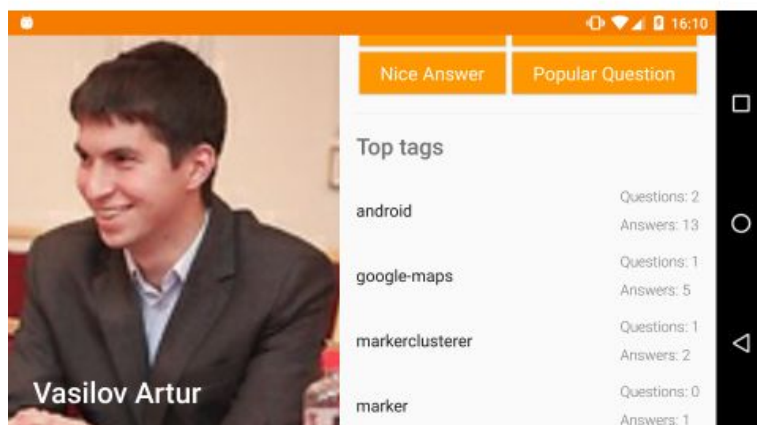 16:10
Nice Answer
Popular Question
Top tags
android
Questions: 2
Answers: 13
google-maps
Questions: 1
Answers: 5
markerclusterer
Questions: 1
Answers: 2
marker
Questions: 0
Answers: 1
Vasilov Artur